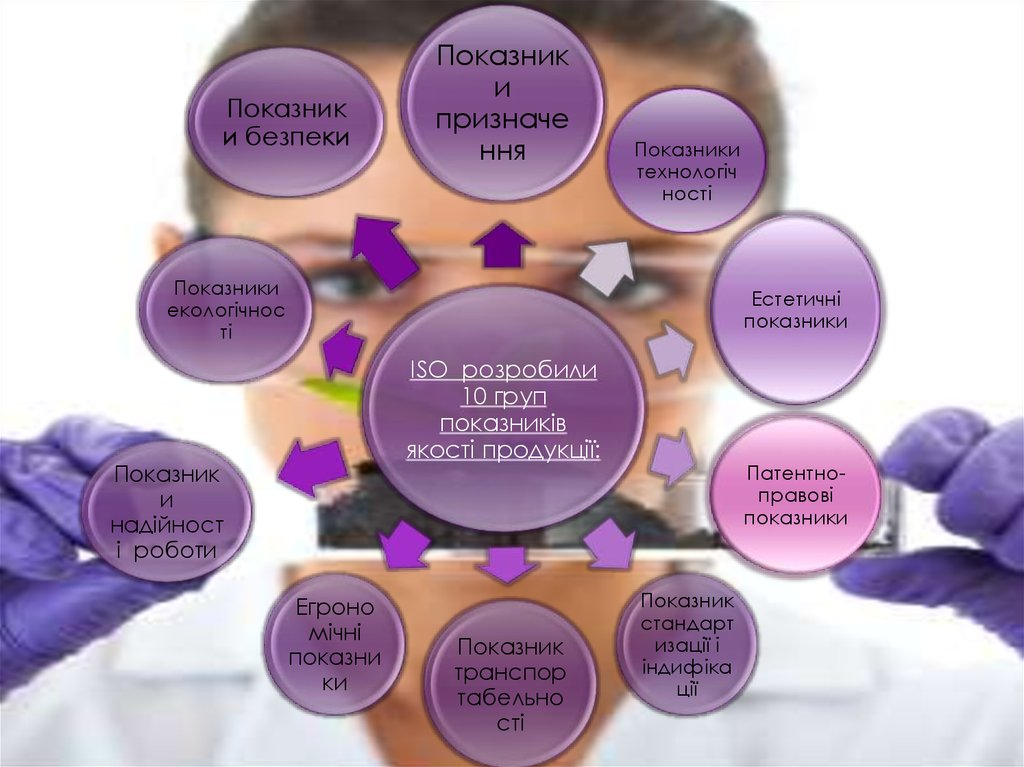 Показник
и
призначе
ння
Показники
технологіч
ності
Естетичні
показники
Патентно-
правові
показники
Показник
стандарт
изації і
індифіка
ції
Показник
транспор
табельно
сті
Егроно
мічні
показни
ки
Показник
и
надійност
і роботи
Показники
екологічнос
ті
Показник
и безпеки
ISO розробили
10 груп
показників
якості продукції: